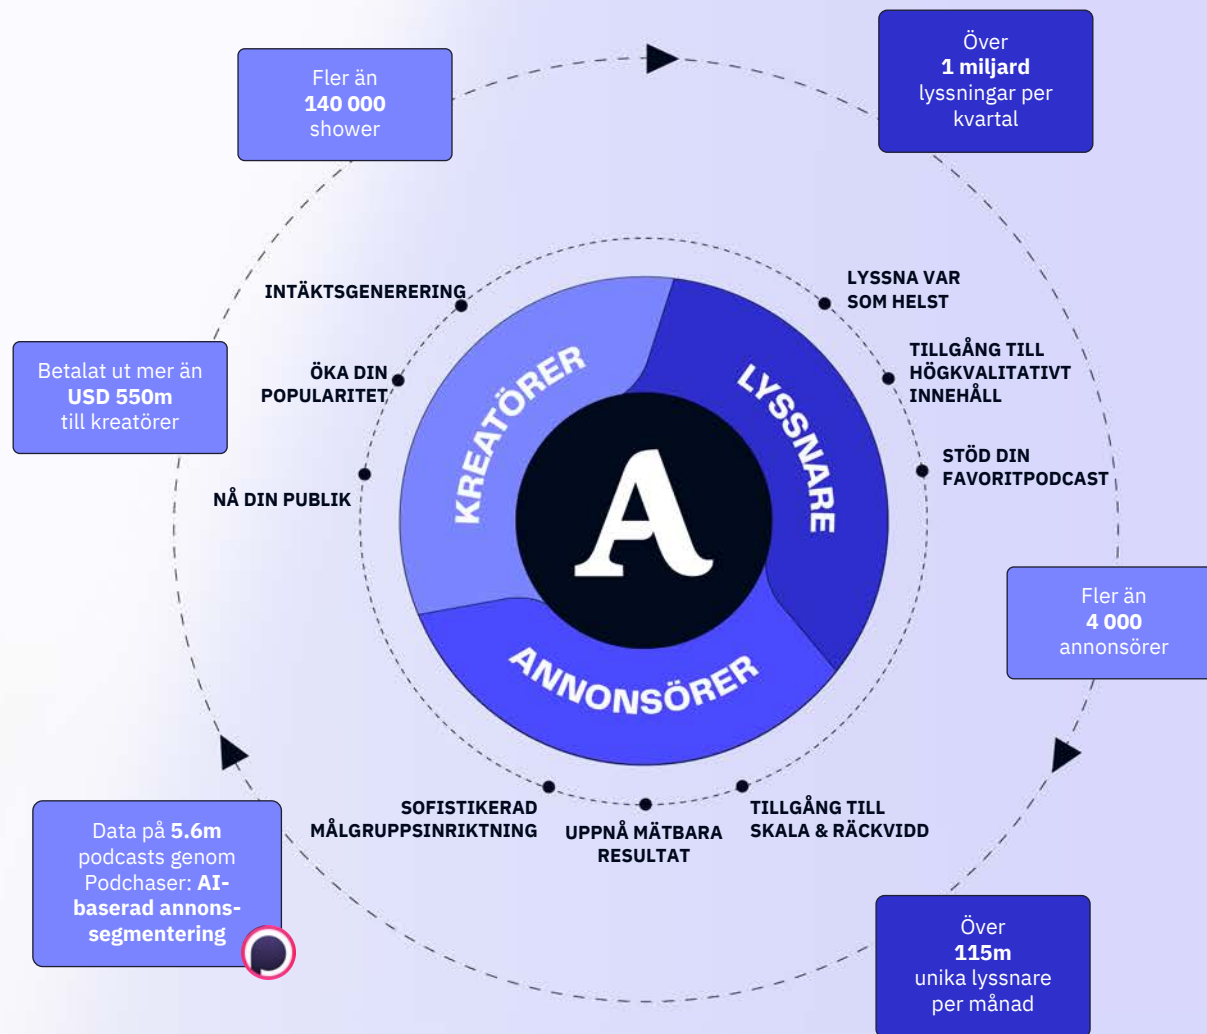 Fler än
140 000
shower
Över
1 miljard
lyssningar per
kvartal
INTÄKTSGENERERING
LYSSNA VAR
SOM HELST
ÖKA DIN
POPULARITET
TILLGÅNG TILL
HÖGKVALITATIVT
INNEHÅLL
Betalat ut mer än
USD 550m
till kreatörer
NÅ DIN PUBLIK
STÖD DIN
FAVORITPODCAST
KREATÖRER
LYSSNARE
ANNONSÖRER
A
Fler än
4 000
annonsörer
SOFISTIKERAD
MÅLGRUPPSINRIKTNING
UPPNÅ MÄTBARA
RESULTAT
TILLGÅNG TILL
SKALA & RÄCKVIDD
Data på 5.6m
podcasts genom
Podchaser: AI-
baserad annons-
segmentering
Över
115m
unika lyssnare
per månad